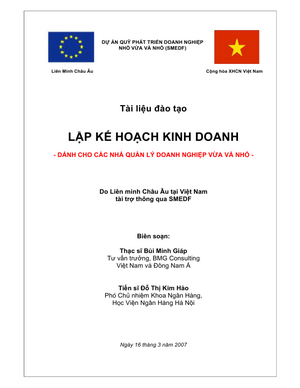 DỰ ÁN QUỸ PHÁT TRIỂN DOANH NGHIỆP
NHỎ VỪA VÀ NHỎ (SMEDF)
Liên Minh Châu Âu
Cộng hòa XHCN Việt Nam
Tài liệu đào tạo
LẬP KẾ HOẠCH KINH DOANH
- DÀNH CHO CÁC NHÀ QUẢN LÝ DOANH NGHIỆP VỪA VÀ NHỎ -
Do Liên minh Châu Âu tại Việt Nam
tài trợ thông qua SMEDF
Biên soạn:
Thạc sĩ Bùi Minh Giáp
Tư vấn trưởng, BMG Consulting
Việt Nam và Đông Nam Á
Tiến sĩ Đỗ Thị Kim Hảo
Phó Chủ nhiệm Khoa Ngân Hàng,
Học Viện Ngân Hàng Hà Nội
Ngày 16 tháng 3 năm 2007